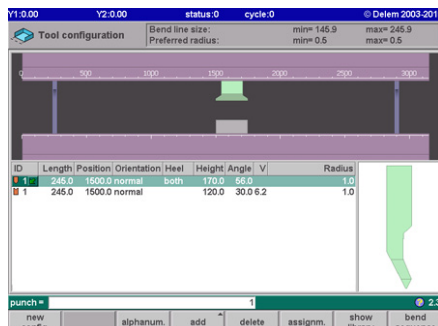 Y1:0.00 Y2:0.00 status:0 cycle:0 © Delem 2003-201
Tool configuration Bend line size: min= 145.9 max= 245.9
Preferred radius: min= 0.5 max= 0.5
0 500 1000 1500 2000 2500 3000
ID Length Position Orientation Heel Height Angle V Radius
1 245.0 1500.0 normal both 170.0 56.0 1.0
1 245.0 1500.0 normal 120.0 30.0 6.2 1.0
punch = 1 2.3
new alphanum. add delete assignm. show bend